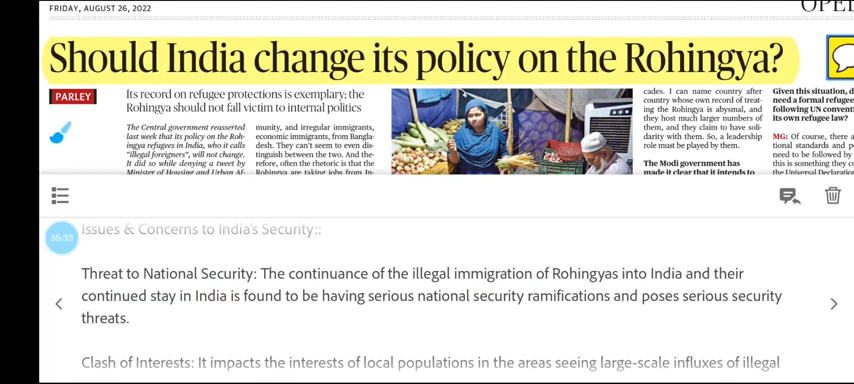 FRIDAY, AUGUST 26, 2022
Should India change its policy on the Rohingya?
PARLEY
Its record on refugee protections is exemplary; the
Rohingya should not fall victim to internal politics
The Central government reasserted
last week that its policy on the Roh-
ingya refugees in India, who it calls
"illegal foreigners", will not change.
It did so while denying a tweet by
Minister of Housing and Urban Af-
munity, and irregular immigrants,
economic immigrants, from Bangla-
desh. They can't seem to even dis-
tinguish between the two. And the-
refore, often the rhetoric is that the
Rohingya are taking jobs from In-
cades. I can name country after
country whose own record of treat-
ing the Rohingya is abysmal, and
they host much larger numbers of
them, and they claim to have soli-
darity with them. So, a leadership
role must be played by them.
The Modi government has
made it clear that it intends to
Given this situation, d
need a formal refugee
following UN conventi
its own refugee law?
MG: Of course, there a
tional standards and p
need to be followed by
this is something they c
the Universal Declaration
Issues & Concerns to India's Security::
35:33
Threat to National Security: The continuance of the illegal immigration of Rohingyas into India and their
continued stay in India is found to be having serious national security ramifications and poses serious security
threats.
Clash of Interests: It impacts the interests of local populations in the areas seeing large-scale influxes of illegal